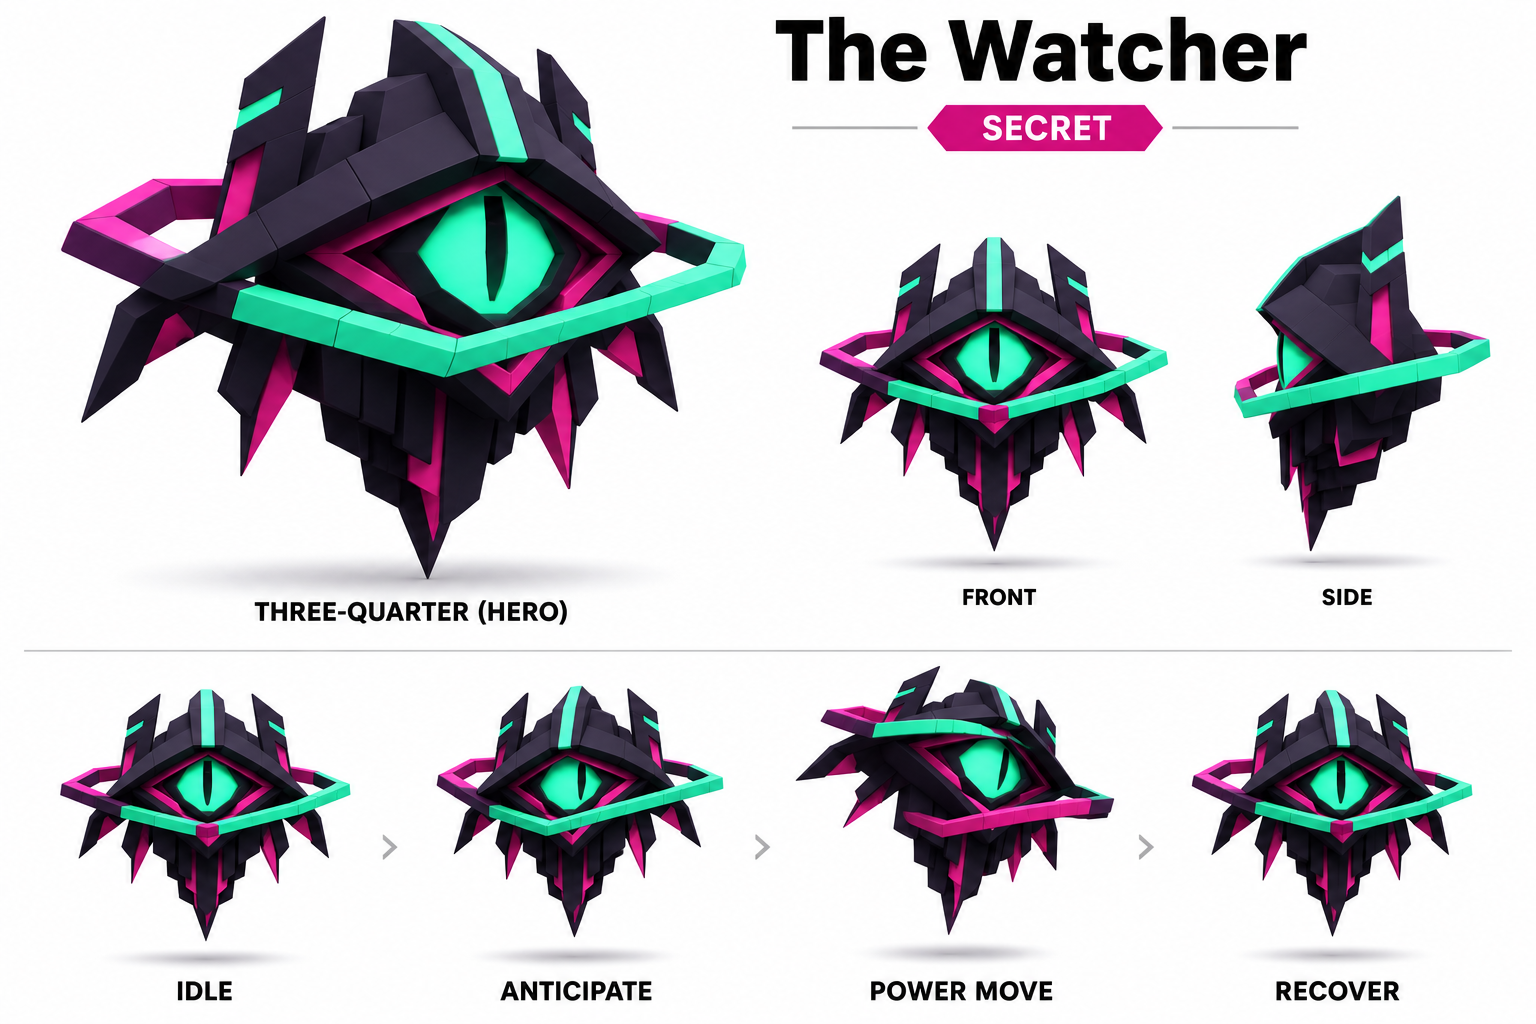 The Watcher
SECRET
THREE-QUARTER (HERO)
FRONT
SIDE
IDLE
ANTICIPATE
POWER MOVE
RECOVER